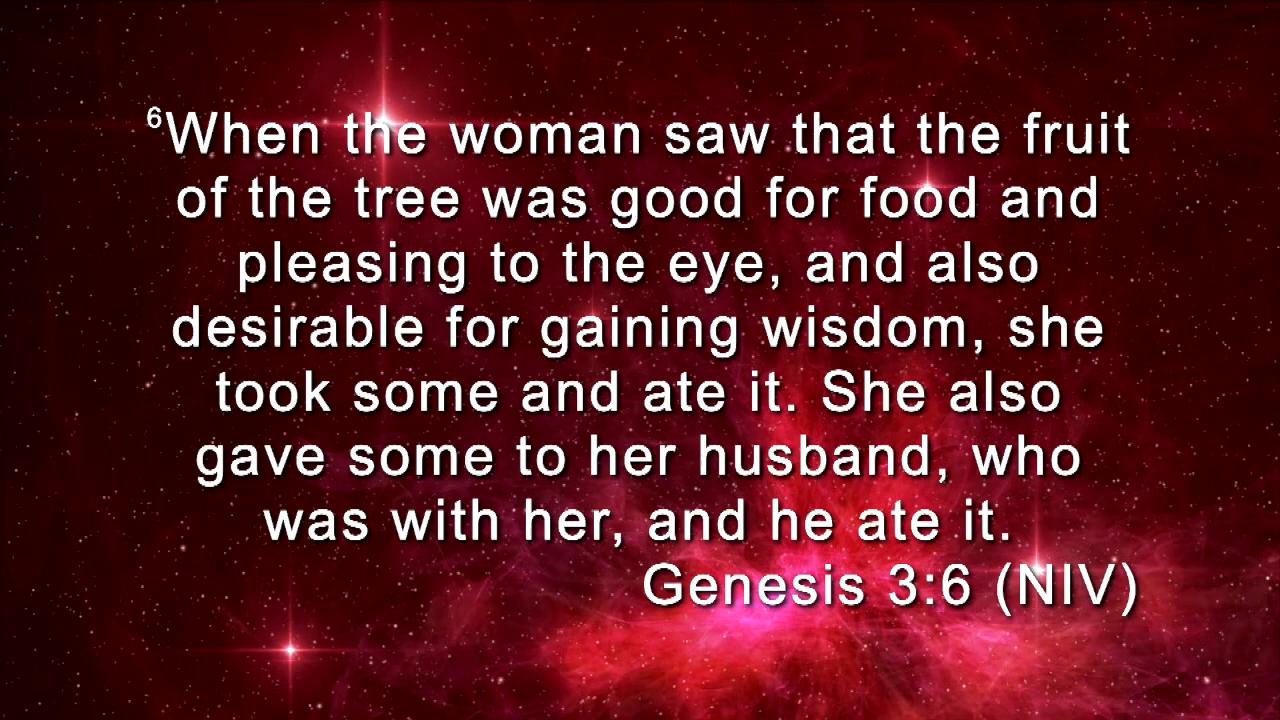 ⁶When the woman saw that the fruit
of the tree was good for food and
pleasing to the eye, and also
desirable for gaining wisdom, she
took some and ate it. She also
gave some to her husband, who
was with her, and he ate it.
Genesis 3:6 (NIV)